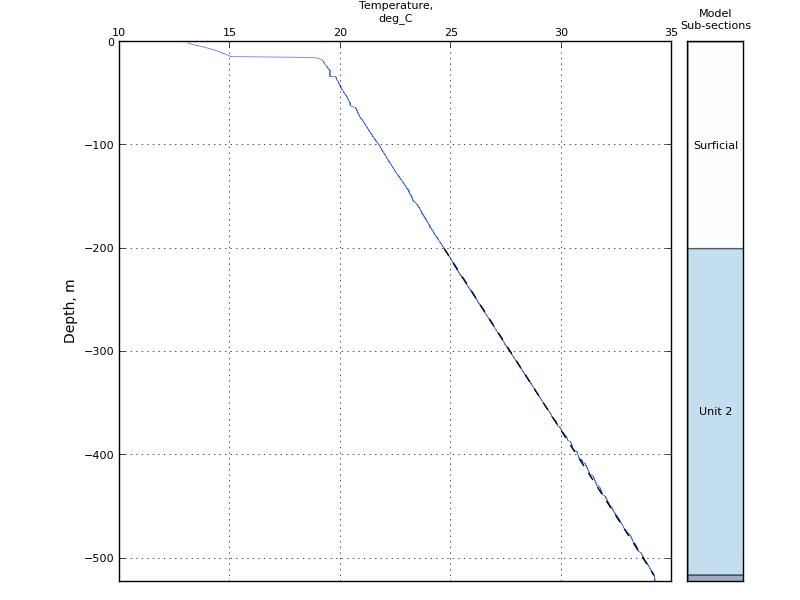 Temperature,
deg_C
Model
Sub-sections
10 15 20 25 30 35
0
−100
Surficial
−200
Depth, m
−300
Unit 2
−400
−500